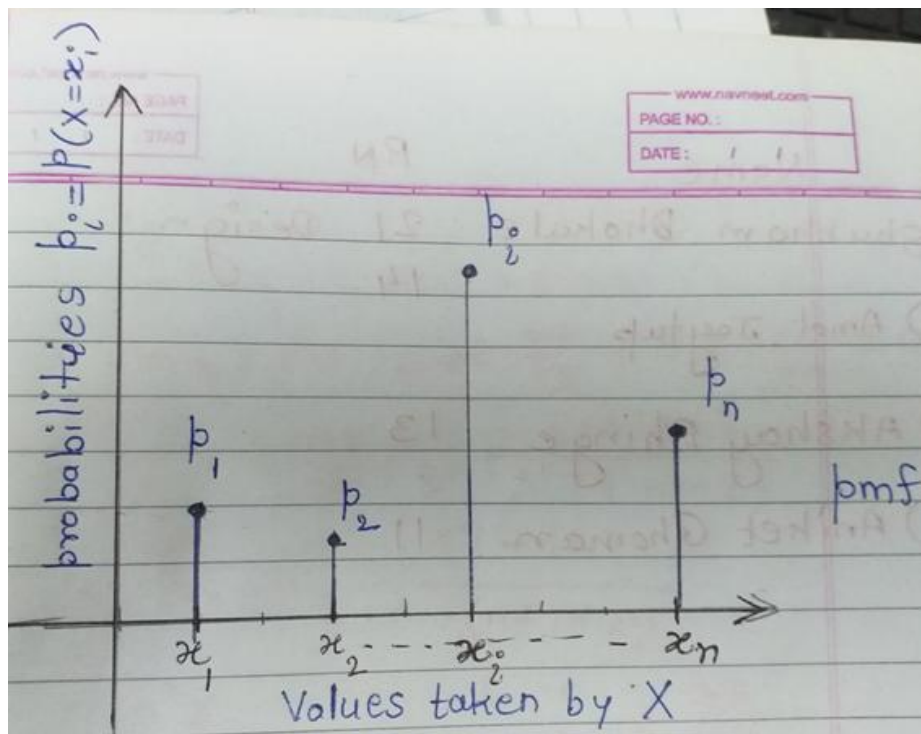 www.navneet.com
PAGE NO. :
DATE : / /
probabilities pᵢ = P(X=xᵢ)
p₁
p₂
pᵢ
pₙ
pmf
x₁ x₂ - - - - xᵢ - - - - xₙ
Values taken by X